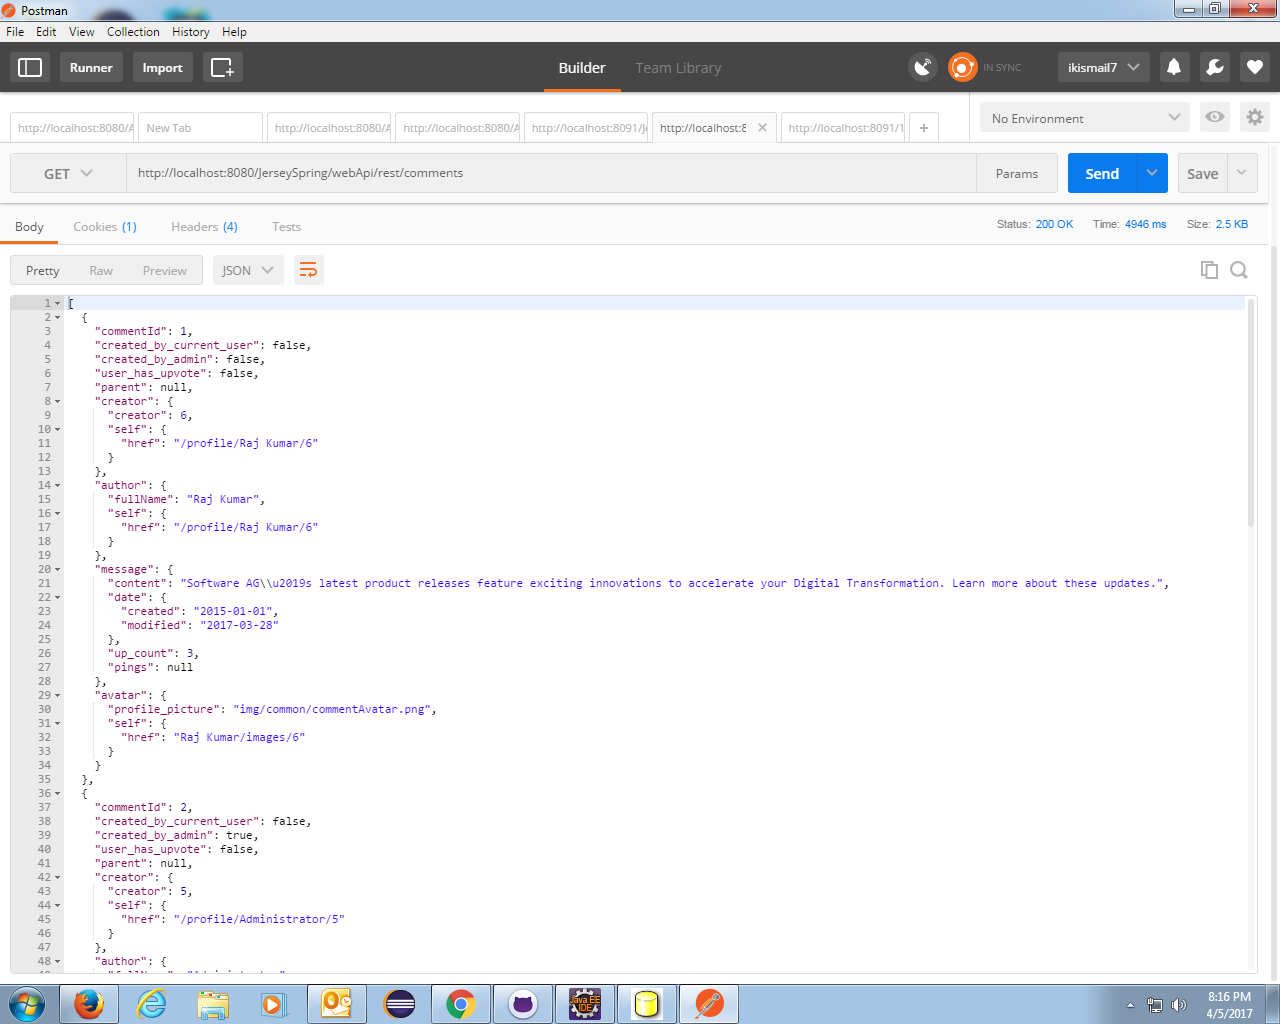 Postman
File Edit View Collection History Help
Runner Import Builder Team Library IN SYNC ikismail7
http://localhost:8080/A New Tab http://localhost:8080/A http://localhost:8080/A http://localhost:8091/Je http://localhost:8 http://localhost:8091/1 + No Environment
GET http://localhost:8080/JerseySpring/webApi/rest/comments Params Send Save
Body Cookies (1) Headers (4) Tests Status: 200 OK Time: 4946 ms Size: 2.5 KB
Pretty Raw Preview JSON
1 [
2 {
3 "commentId": 1,
4 "created_by_current_user": false,
5 "created_by_admin": false,
6 "user_has_upvote": false,
7 "parent": null,
8 "creator": {
9 "creator": 6,
10 "self": {
11 "href": "/profile/Raj Kumar/6"
12 }
13 },
14 "author": {
15 "fullName": "Raj Kumar",
16 "self": {
17 "href": "/profile/Raj Kumar/6"
18 }
19 },
20 "message": {
21 "content": "Software AG\\u2019s latest product releases feature exciting innovations to accelerate your Digital Transformation. Learn more about these updates.",
22 "date": {
23 "created": "2015-01-01",
24 "modified": "2017-03-28"
25 },
26 "up_count": 3,
27 "pings": null
28 },
29 "avatar": {
30 "profile_picture": "img/common/commentAvatar.png",
31 "self": {
32 "href": "Raj Kumar/images/6"
33 }
34 }
35 },
36 {
37 "commentId": 2,
38 "created_by_current_user": false,
39 "created_by_admin": true,
40 "user_has_upvote": false,
41 "parent": null,
42 "creator": {
43 "creator": 5,
44 "self": {
45 "href": "/profile/Administrator/5"
46 }
47 },
48 "author": {
Java EE
IDE
8:16 PM
4/5/2017